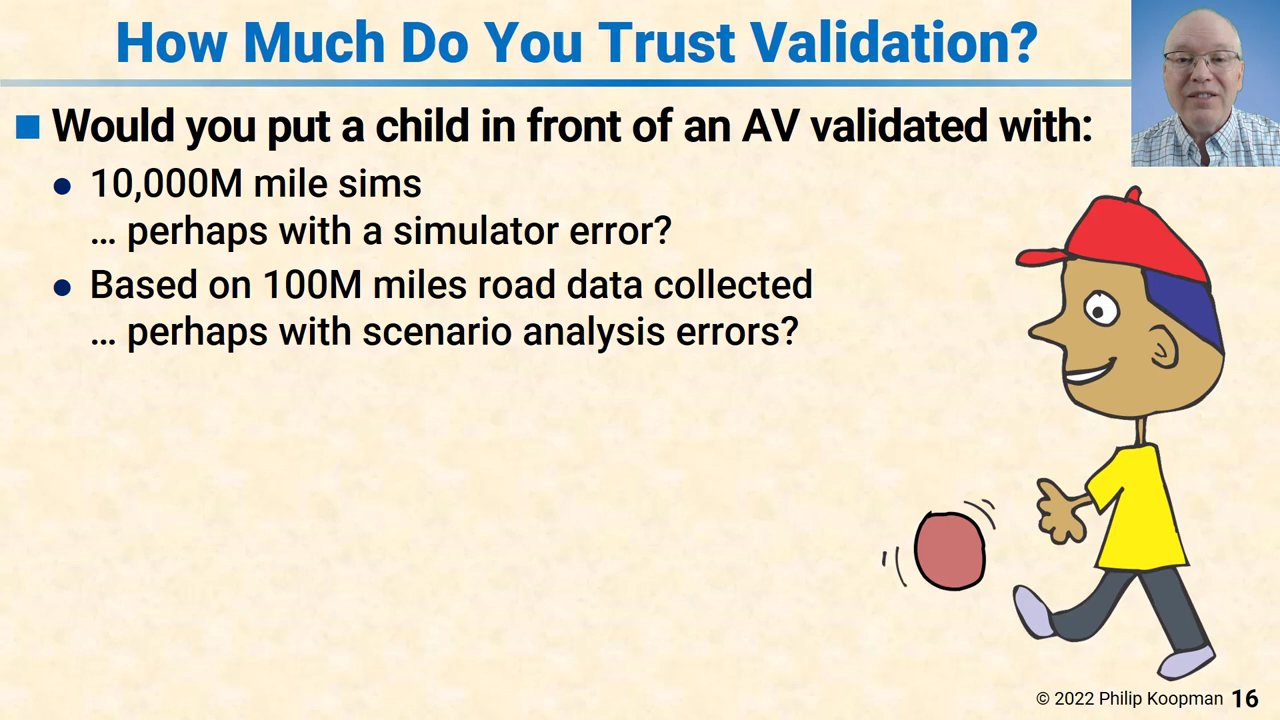 How Much Do You Trust Validation?
Would you put a child in front of an AV validated with:
10,000M mile sims
... perhaps with a simulator error?
Based on 100M miles road data collected
... perhaps with scenario analysis errors?
© 2022 Philip Koopman 16